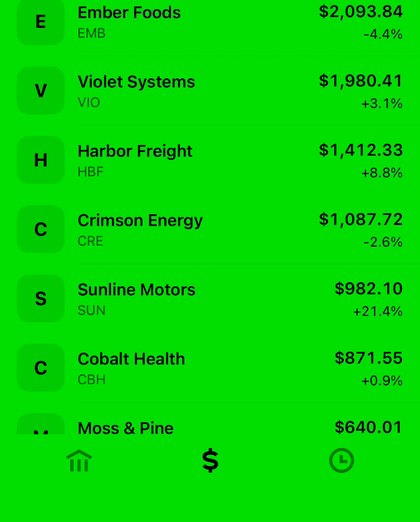 E
Ember Foods
$2,093.84
EMB
-4.4%
V
Violet Systems
$1,980.41
VIO
+3.1%
H
Harbor Freight
$1,412.33
HBF
+8.8%
C
Crimson Energy
$1,087.72
CRE
-2.6%
S
Sunline Motors
$982.10
SUN
+21.4%
C
Cobalt Health
$871.55
CBH
+0.9%
Moss & Pine
$640.01
$